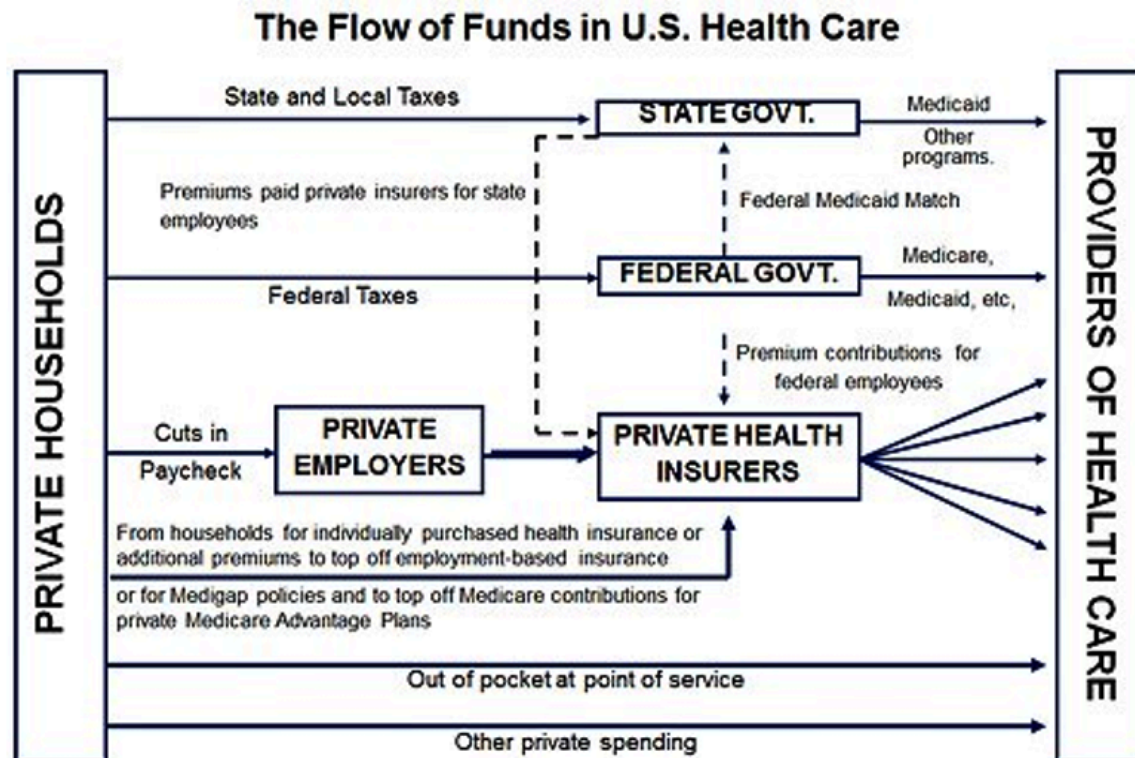 The Flow of Funds in U.S. Health Care
PRIVATE HOUSEHOLDS
State and Local Taxes
STATE GOVT.
Medicaid
Other
programs.
Premiums paid private insurers for state
employees
Federal Medicaid Match
Federal Taxes
FEDERAL GOVT.
Medicare,
Medicaid, etc,
Premium contributions for
federal employees
Cuts in
Paycheck
PRIVATE
EMPLOYERS
PRIVATE HEALTH
INSURERS
From households for individually purchased health insurance or
additional premiums to top off employment-based insurance
or for Medigap policies and to top off Medicare contributions for
private Medicare Advantage Plans
Out of pocket at point of service
Other private spending
PROVIDERS OF HEALTH CARE